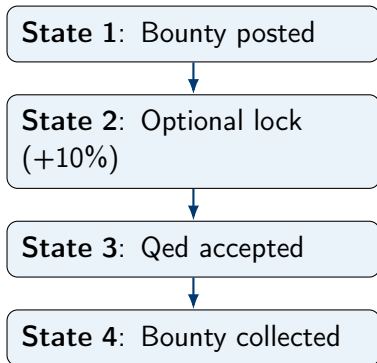 State 1: Bounty posted
State 2: Optional lock
(+10%)
State 3: Qed accepted
State 4: Bounty collected